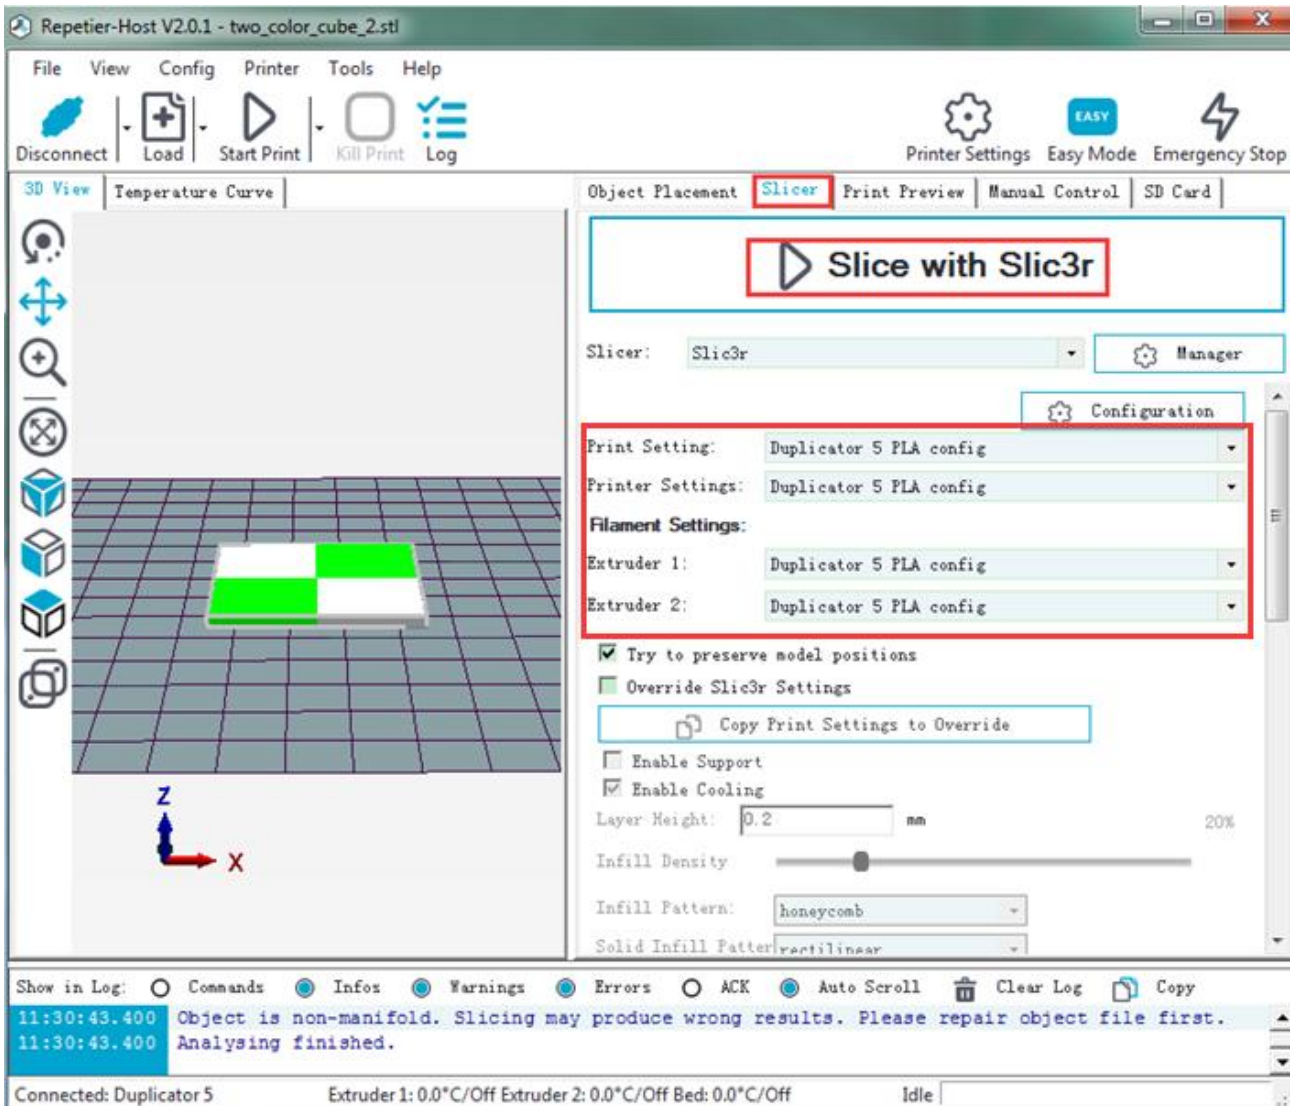 Repetier-Host V2.0.1 - two_color_cube_2.stl
File View Config Printer Tools Help
Disconnect Load Start Print Kill Print Log Printer Settings EASY Easy Mode Emergency Stop
3D View Temperature Curve Object Placement Slicer Print Preview Manual Control SD Card
Slice with Slic3r
Slicer: Slic3r Manager
Configuration
Print Setting: Duplicator 5 PLA config
Printer Settings: Duplicator 5 PLA config
Filament Settings:
Extruder 1: Duplicator 5 PLA config
Extruder 2: Duplicator 5 PLA config
Try to preserve model positions
Override Slic3r Settings
Copy Print Settings to Override
Enable Support
Enable Cooling
Z
Layer Height: 0.2 mm 20%
X
Infill Density
Infill Pattern: honeycomb
Solid Infill Patter rectilinear
Show in Log: Commands Infos Warnings Errors ACK Auto Scroll Clear Log Copy
11:30:43.400 Object is non-manifold. Slicing may produce wrong results. Please repair object file first.
11:30:43.400 Analysing finished.
Connected: Duplicator 5 Extruder 1: 0.0°C/Off Extruder 2: 0.0°C/Off Bed: 0.0°C/Off Idle